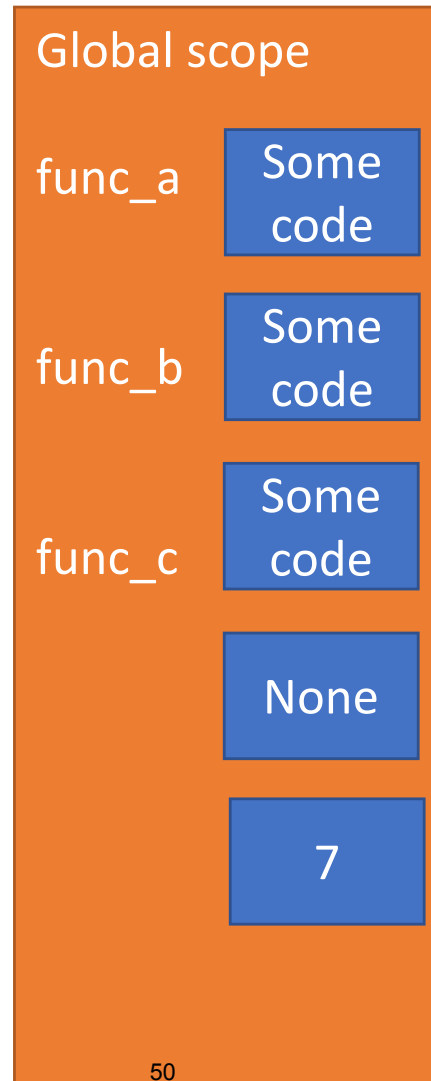 Global scope
func_a
Some
code
func_b
Some
code
func_c
Some
code
None
7
50